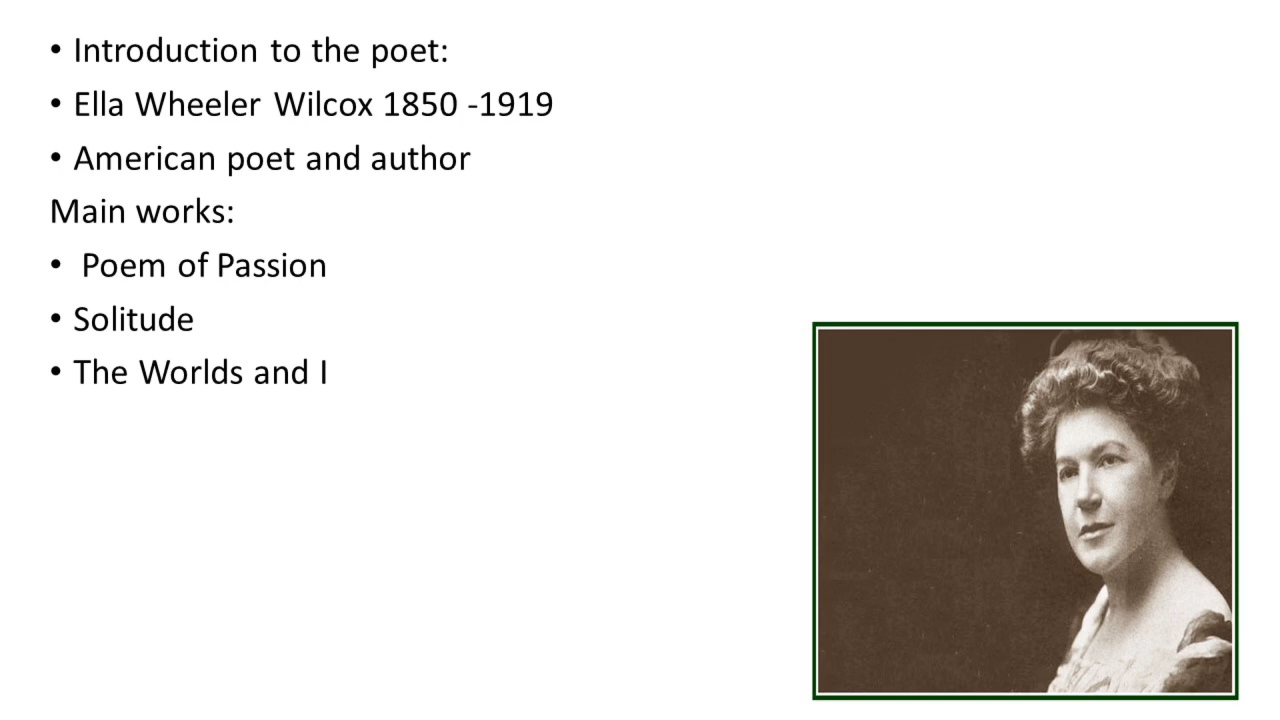 • Introduction to the poet:
• Ella Wheeler Wilcox 1850 -1919
• American poet and author
Main works:
• Poem of Passion
• Solitude
• The Worlds and I